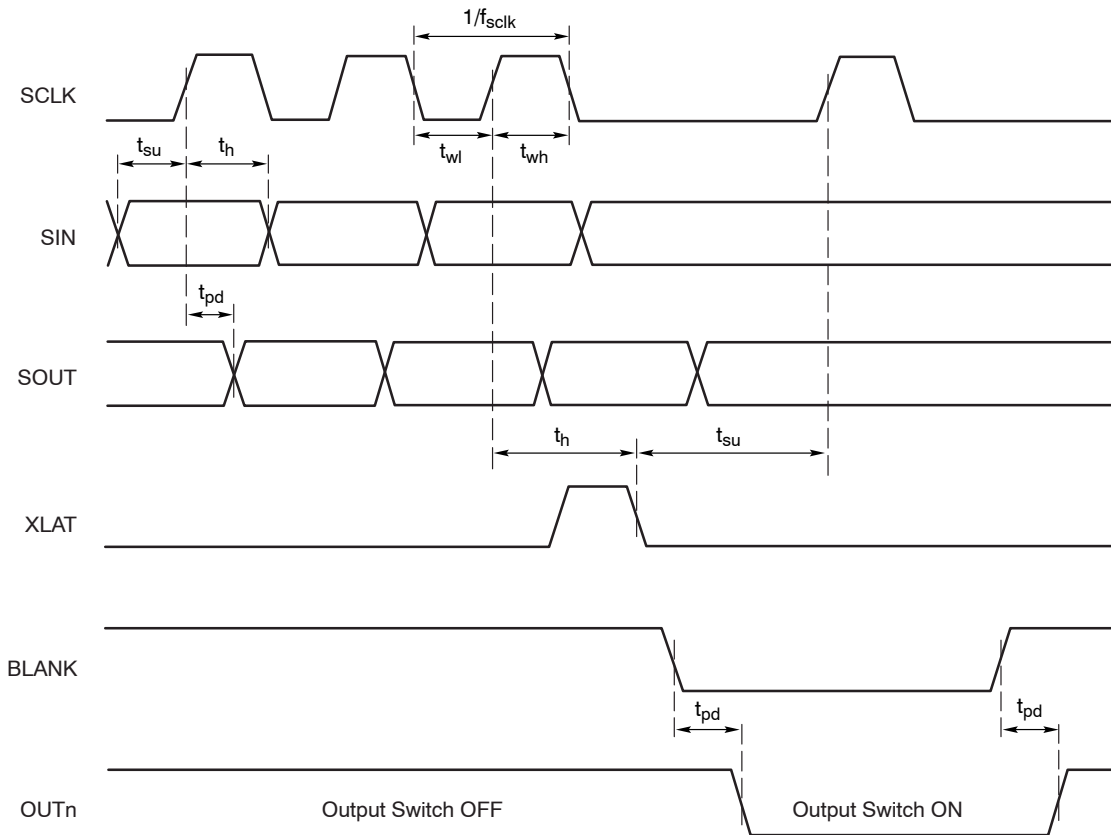 1/fsclk
SCLK
tsu
th
twl
twh
SIN
tpd
SOUT
th
tsu
XLAT
BLANK
tpd
tpd
OUTn
Output Switch OFF
Output Switch ON